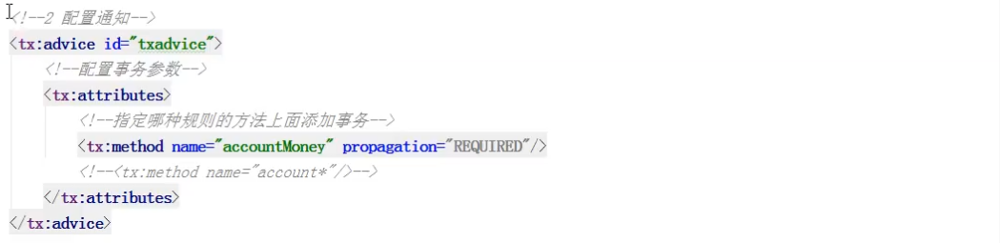 <!--2 配置通知-->
<tx:advice id="txadvice">
<!--配置事务参数-->
<tx:attributes>
<!--指定哪种规则的方法上面添加事务-->
<tx:method name="accountMoney" propagation="REQUIRED"/>
<!--<tx:method name="account*"/>-->
</tx:attributes>
</tx:advice>